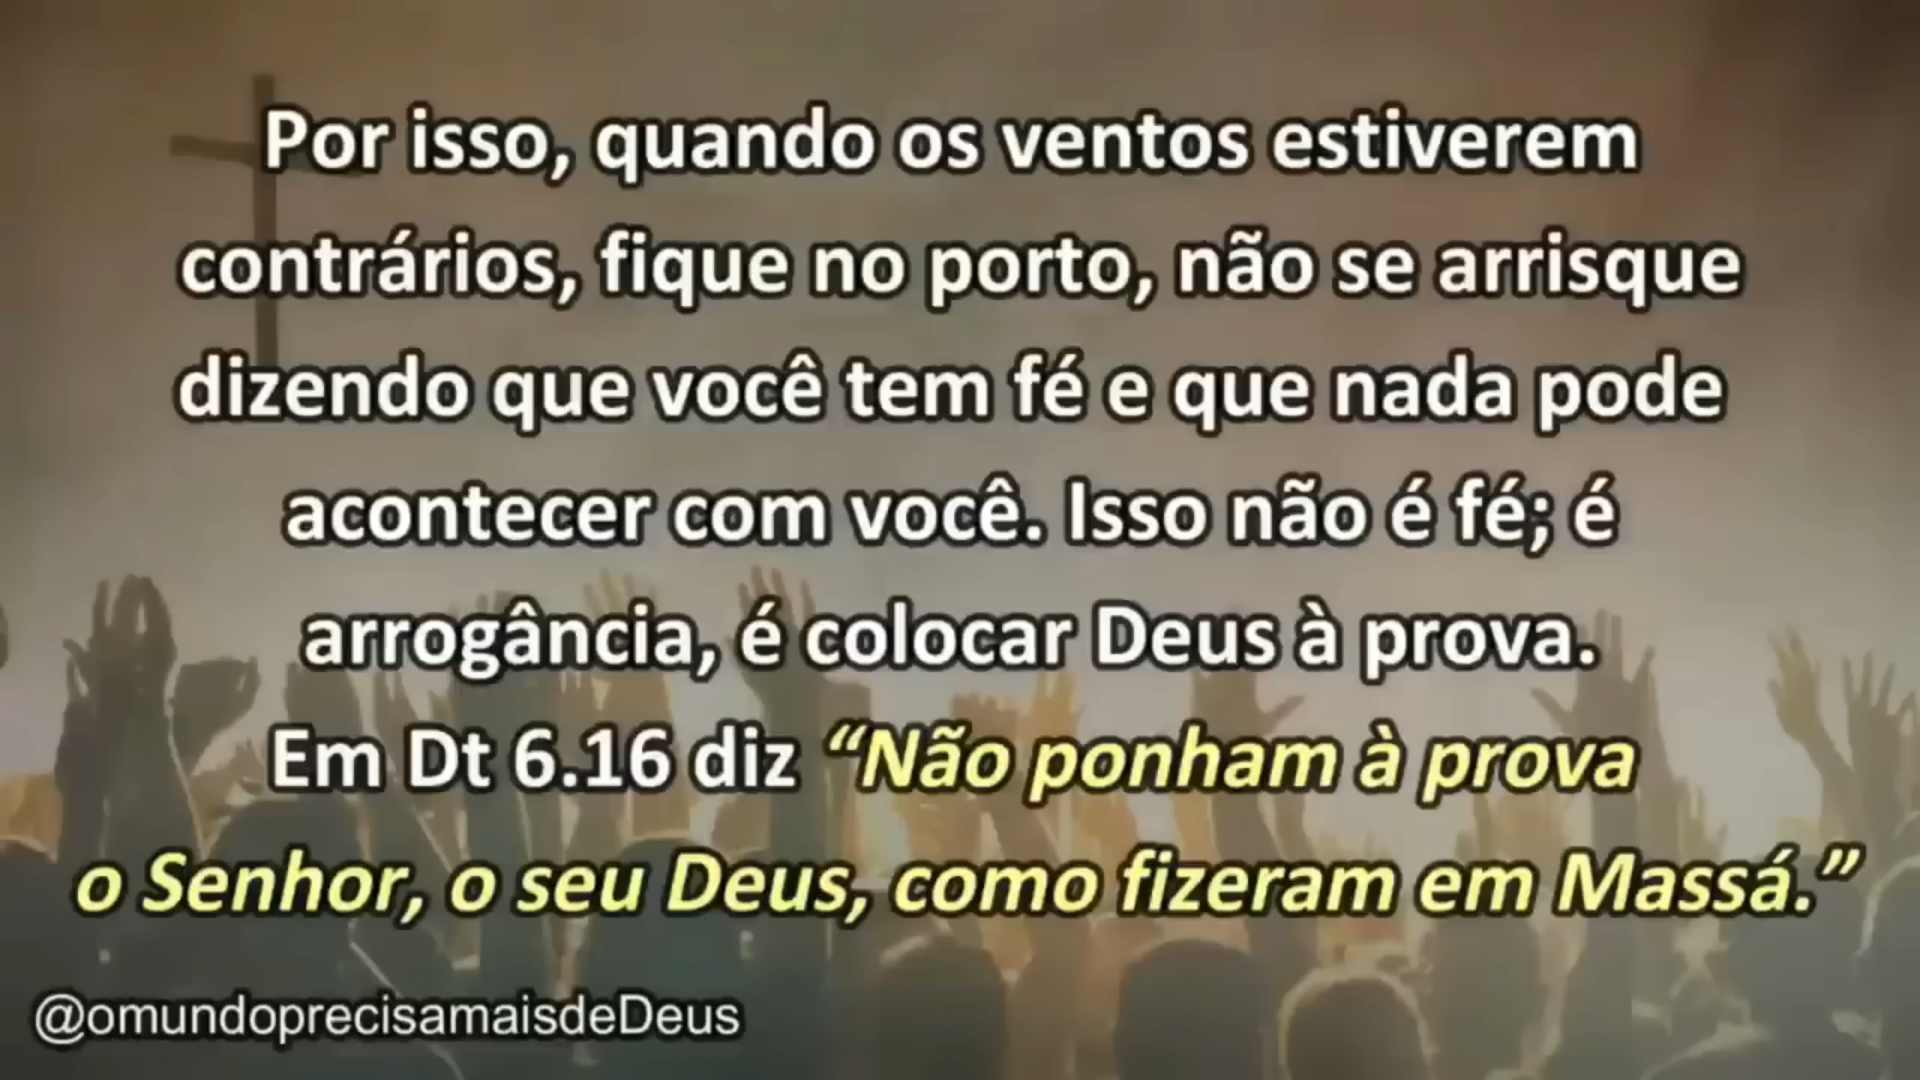 Por isso, quando os ventos estiverem
contrários, fique no porto, não se arrisque
dizendo que você tem fé e que nada pode
acontecer com você. Isso não é fé; é
arrogância, é colocar Deus à prova.
Em Dt 6.16 diz “Não ponham à prova
o Senhor, o seu Deus, como fizeram em Massá.”
@omundoprecisamaisdeDeus